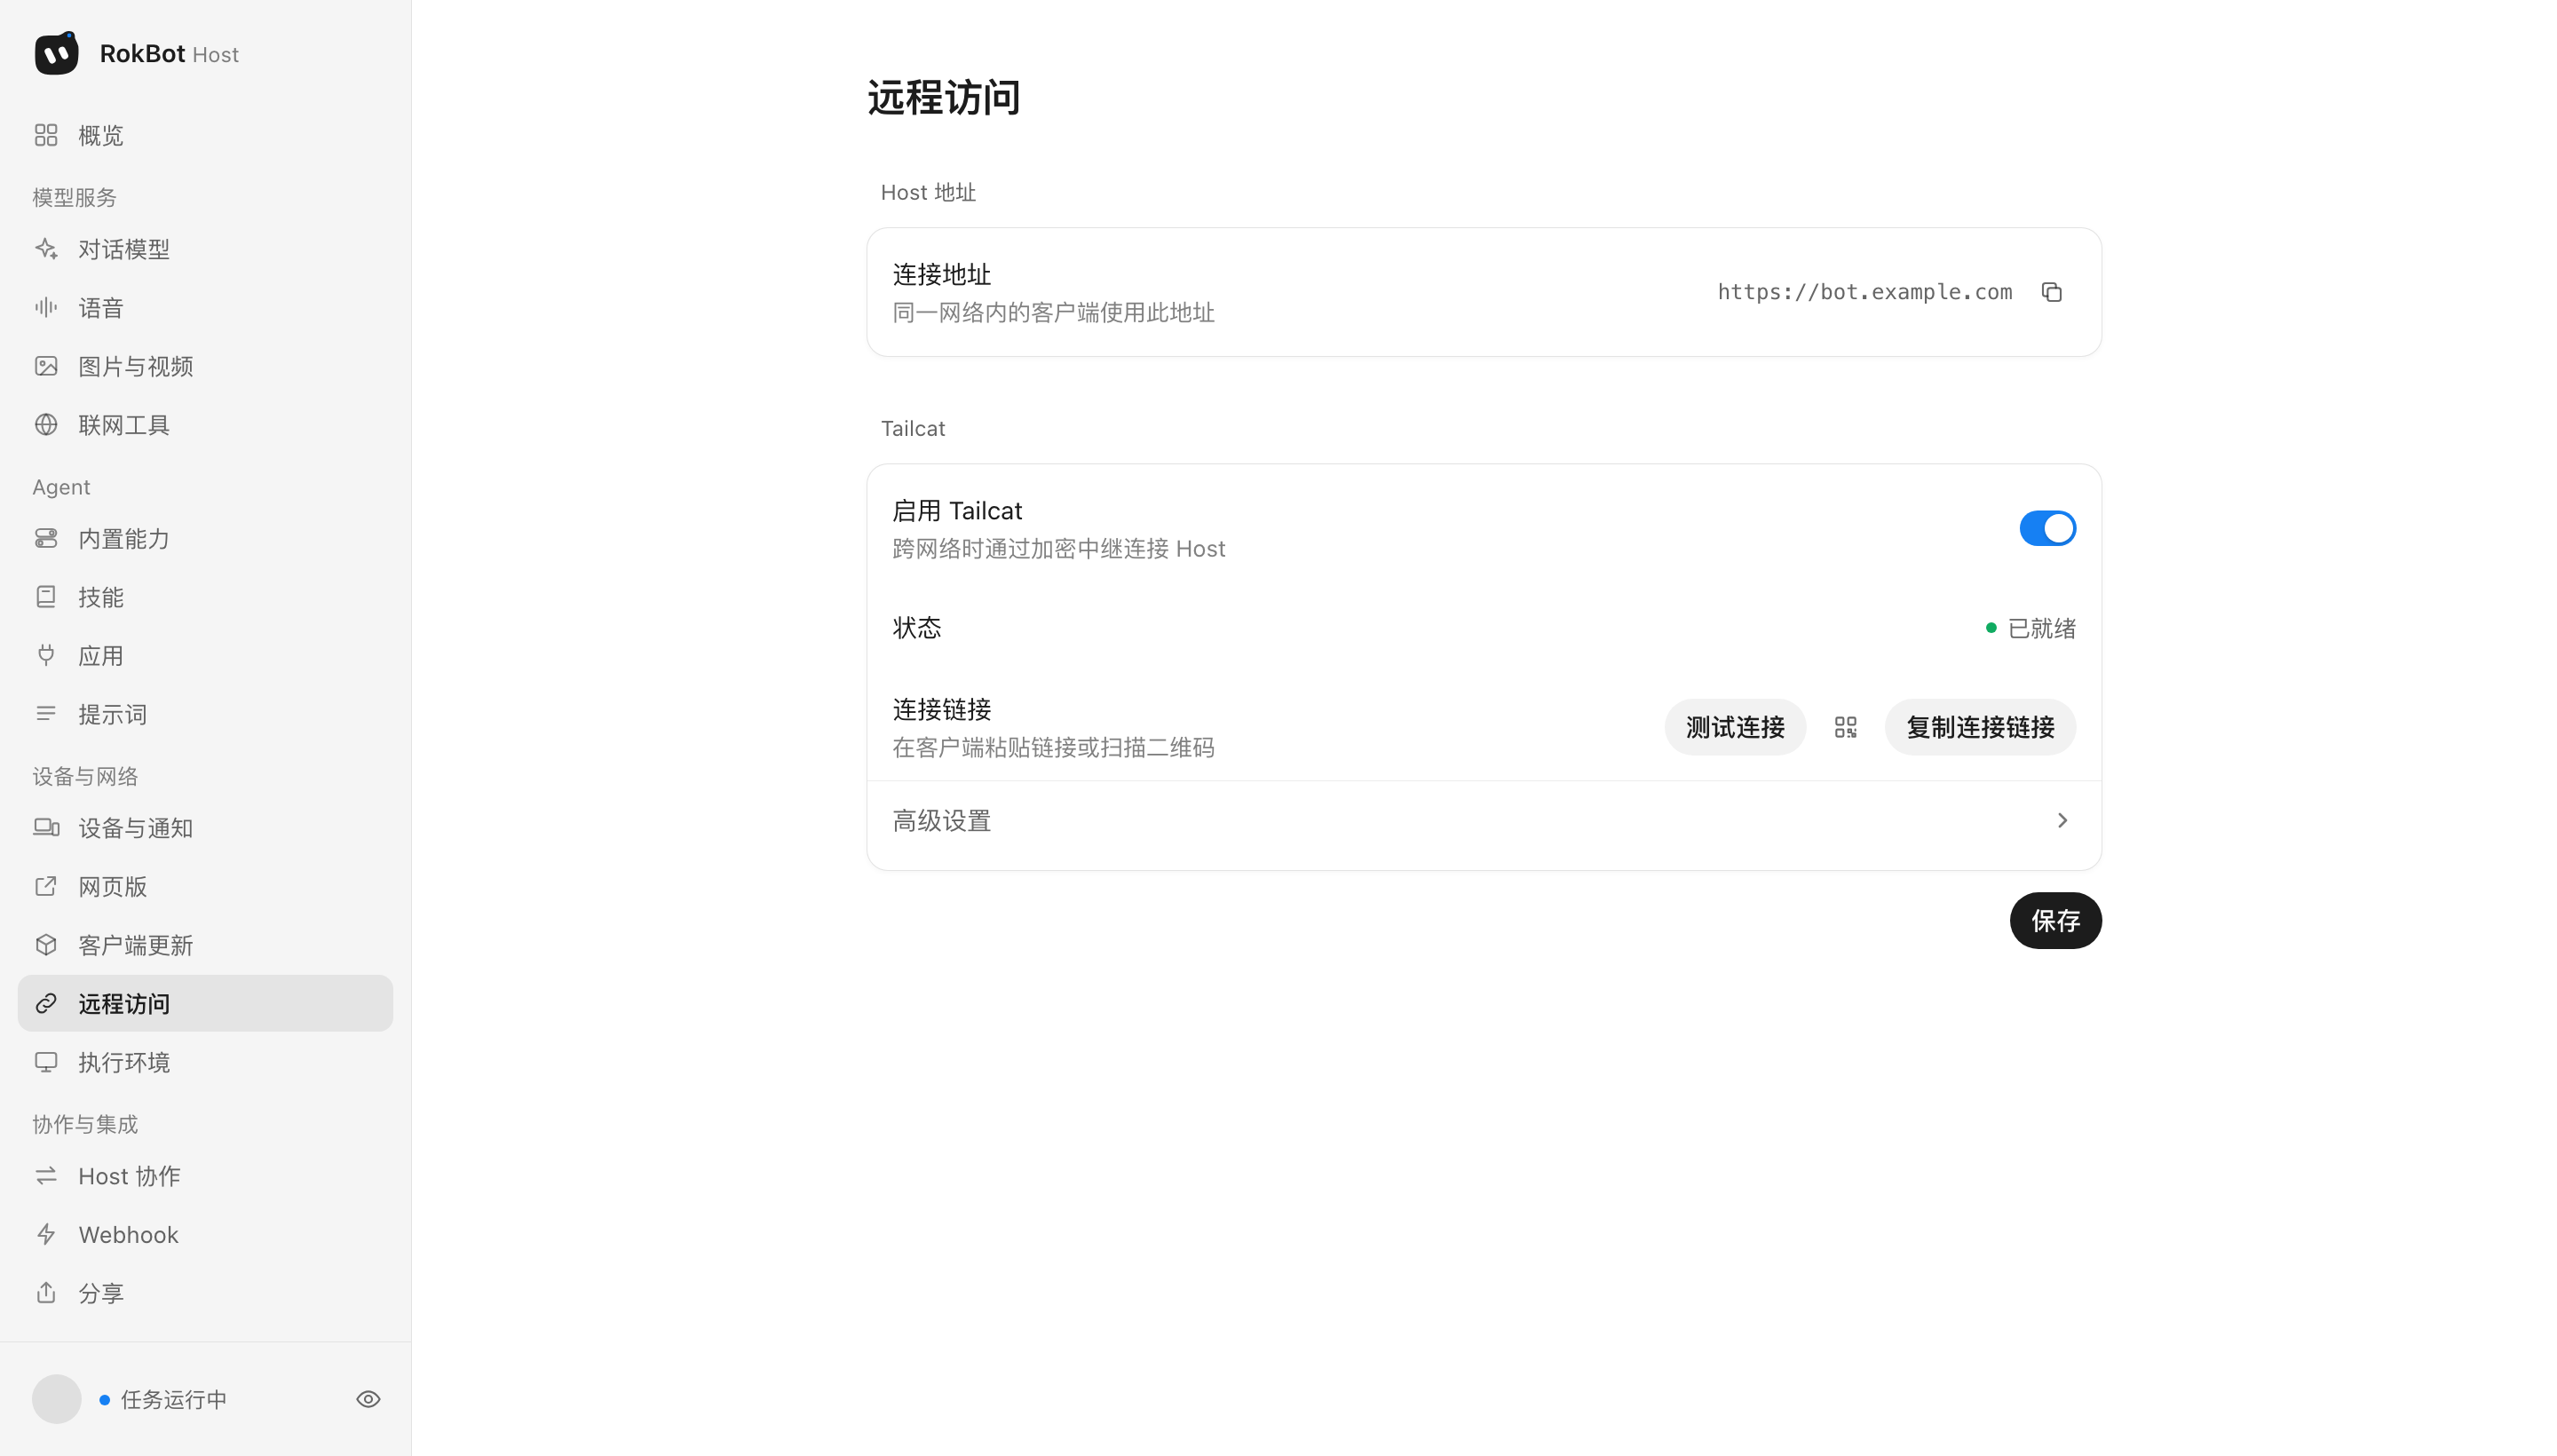 RokBot Host
概览
模型服务
对话模型
语音
图片与视频
联网工具
Agent
内置能力
技能
应用
提示词
设备与网络
设备与通知
网页版
客户端更新
远程访问
执行环境
协作与集成
Host 协作
Webhook
分享
任务运行中
远程访问
Host 地址
连接地址
同一网络内的客户端使用此地址
https://bot.example.com
Tailcat
启用 Tailcat
跨网络时通过加密中继连接 Host
状态
已就绪
连接链接
在客户端粘贴链接或扫描二维码
测试连接
复制连接链接
高级设置
保存